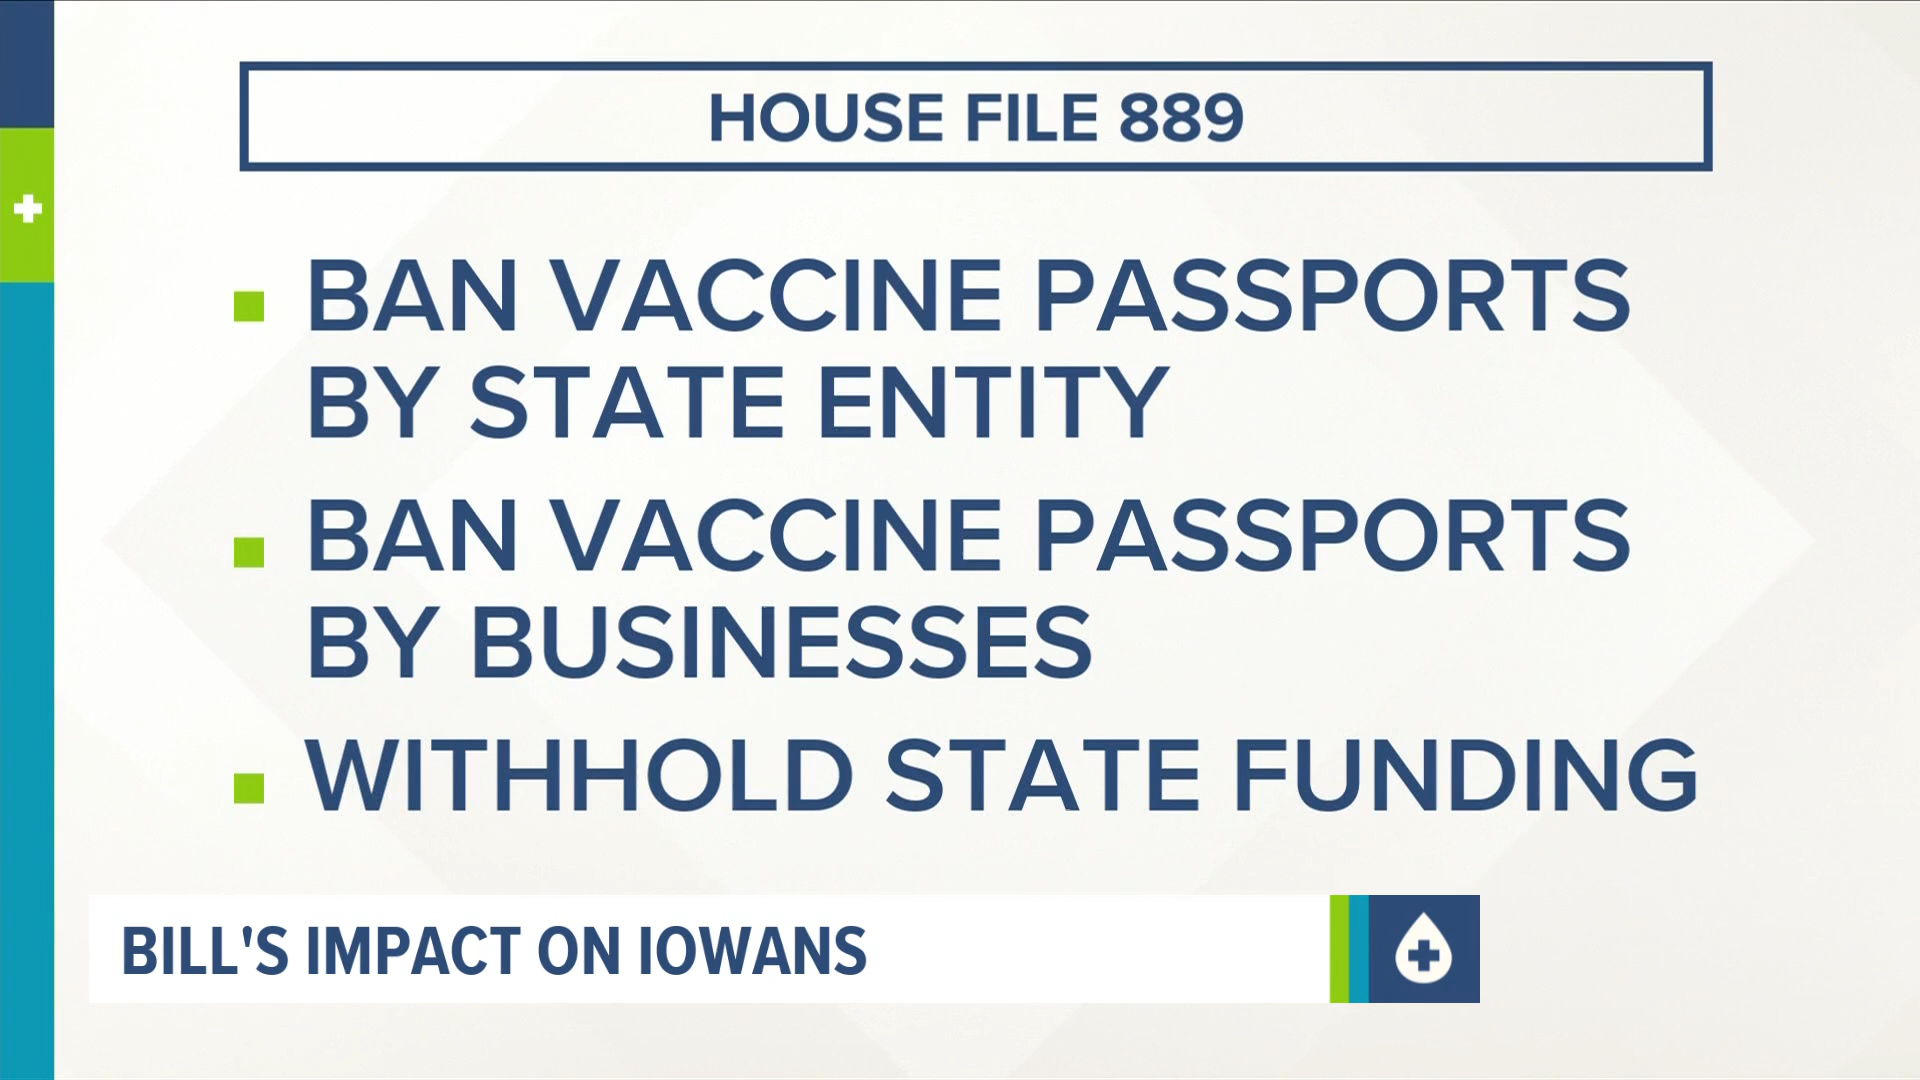 HOUSE FILE 889
BAN VACCINE PASSPORTS
BY STATE ENTITY
BAN VACCINE PASSPORTS
BY BUSINESSES
WITHHOLD STATE FUNDING
BILL'S IMPACT ON IOWANS